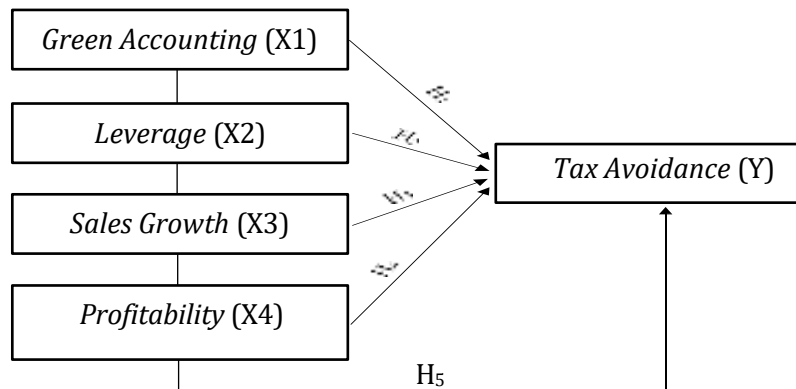 Green Accounting (X1)
Leverage (X2)
Tax Avoidance (Y)
Sales Growth (X3)
Profitability (X4)
H₅